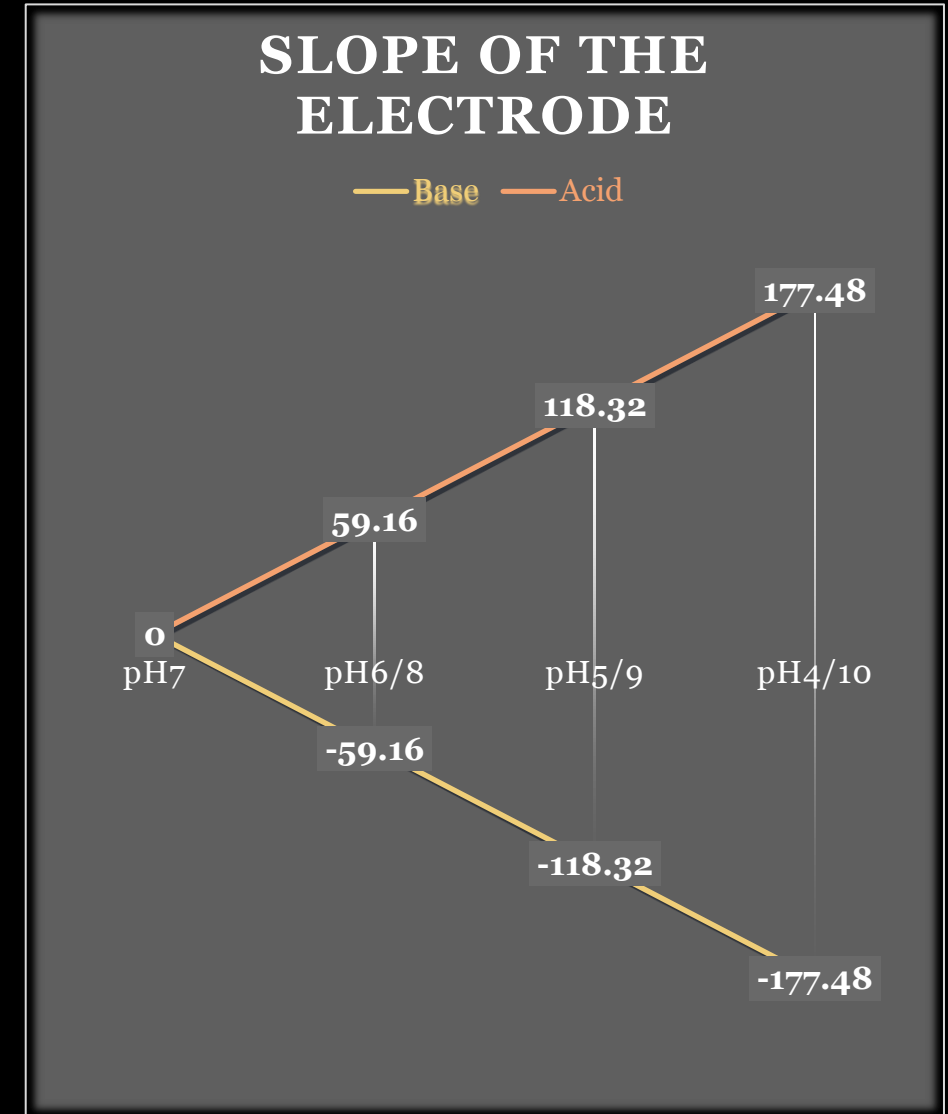 SLOPE OF THE
ELECTRODE
Base Acid
177.48
118.32
59.16
0
pH7 pH6/8 pH5/9 pH4/10
-59.16
-118.32
-177.48